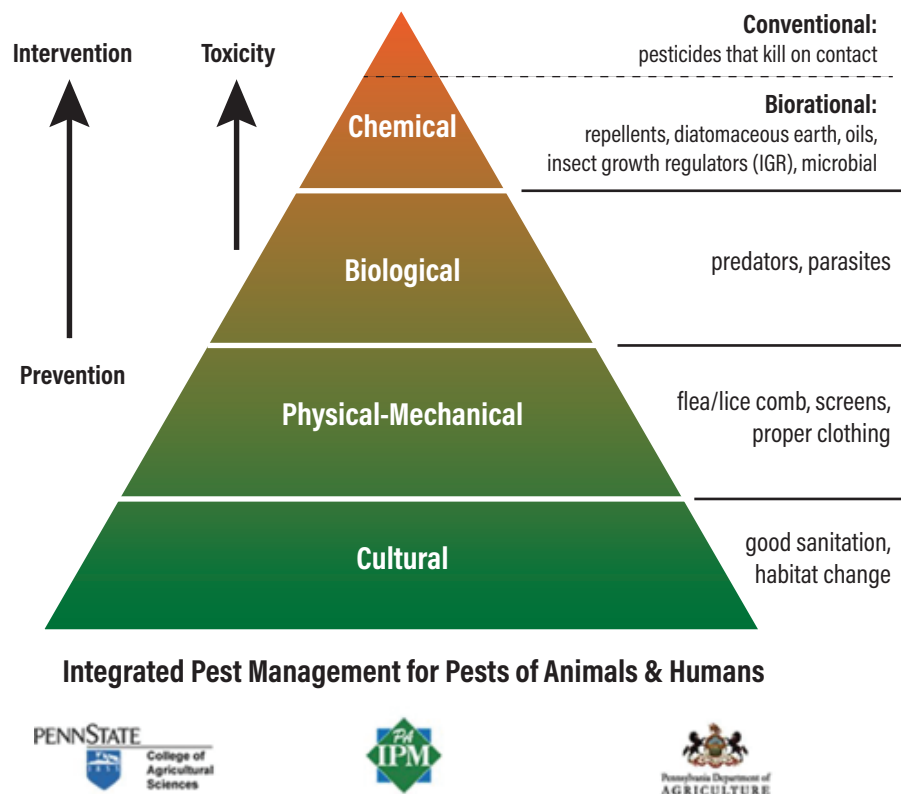 Intervention
Toxicity
Conventional:
pesticides that kill on contact
Biorational:
repellents, diatomaceous earth, oils,
insect growth regulators (IGR), microbial
Chemical
Biological
predators, parasites
Prevention
Physical-Mechanical
flea/lice comb, screens,
proper clothing
Cultural
good sanitation,
habitat change
Integrated Pest Management for Pests of Animals & Humans
PENNSTATE
1855
College of
Agricultural
Sciences
PA
IPM
Pennsylvania Department of
AGRICULTURE